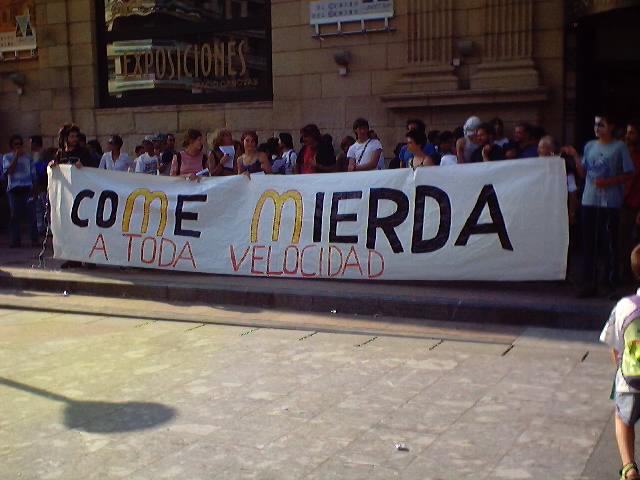 EXPOSICIONES
COME MIERDA
A TODA VELOCIDAD